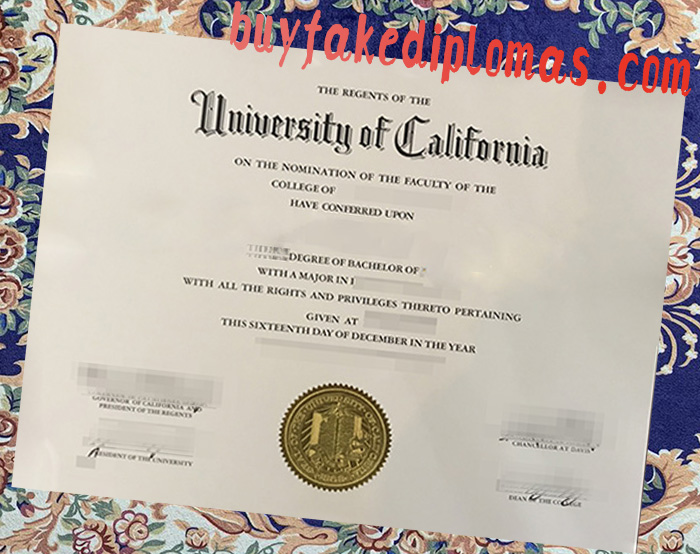 buyfakediplomas.com
THE REGENTS OF THE
University of California
ON THE NOMINATION OF THE FACULTY OF THE
COLLEGE OF
HAVE CONFERRED UPON
DEGREE OF BACHELOR OF
WITH A MAJOR IN
WITH ALL THE RIGHTS AND PRIVILEGES THERETO PERTAINING
GIVEN AT
THIS SIXTEENTH DAY OF DECEMBER IN THE YEAR
GOVERNOR OF CALIFORNIA AND
PRESIDENT OF THE REGENTS
PRESIDENT OF THE UNIVERSITY
CHANCELLOR AT DAVIS
DEAN OF THE COLLEGE